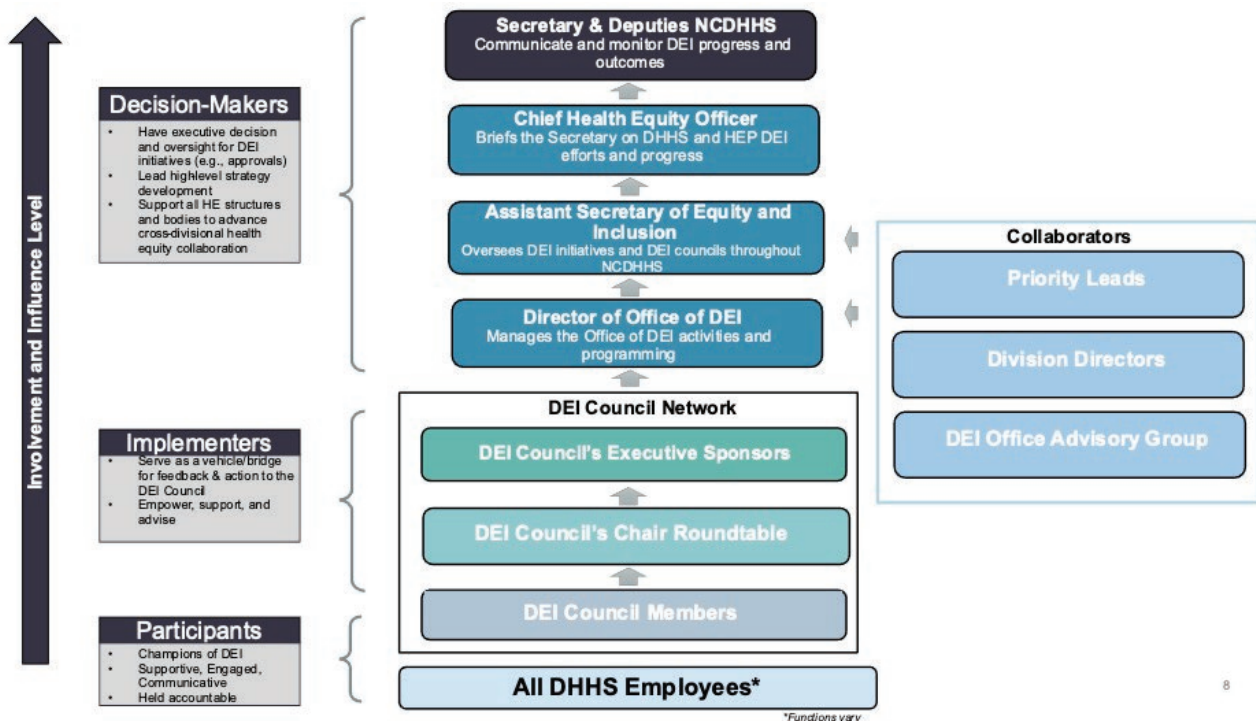 Involvement and Influence Level
Decision-Makers
• Have executive decision
and oversight for DEI
initiatives (e.g., approvals)
• Lead highlevel strategy
development
• Support all HE structures
and bodies to advance
cross-divisional health
equity collaboration
Implementers
• Serve as a vehicle/bridge
for feedback & action to the
DEI Council
• Empower, support, and
advise
Participants
• Champions of DEI
• Supportive, Engaged,
Communicative
• Held accountable
Secretary & Deputies NCDHHS
Communicate and monitor DEI progress and
outcomes
Chief Health Equity Officer
Briefs the Secretary on DHHS and HEP DEI
efforts and progress
Assistant Secretary of Equity and
Inclusion
Oversees DEI initiatives and DEI councils throughout
NCDHHS
Director of Office of DEI
Manages the Office of DEI activities and
programming
DEI Council Network
DEI Council's Executive Sponsors
DEI Council's Chair Roundtable
DEI Council Members
All DHHS Employees*
*Functions vary
Collaborators
Priority Leads
Division Directors
DEI Office Advisory Group
8